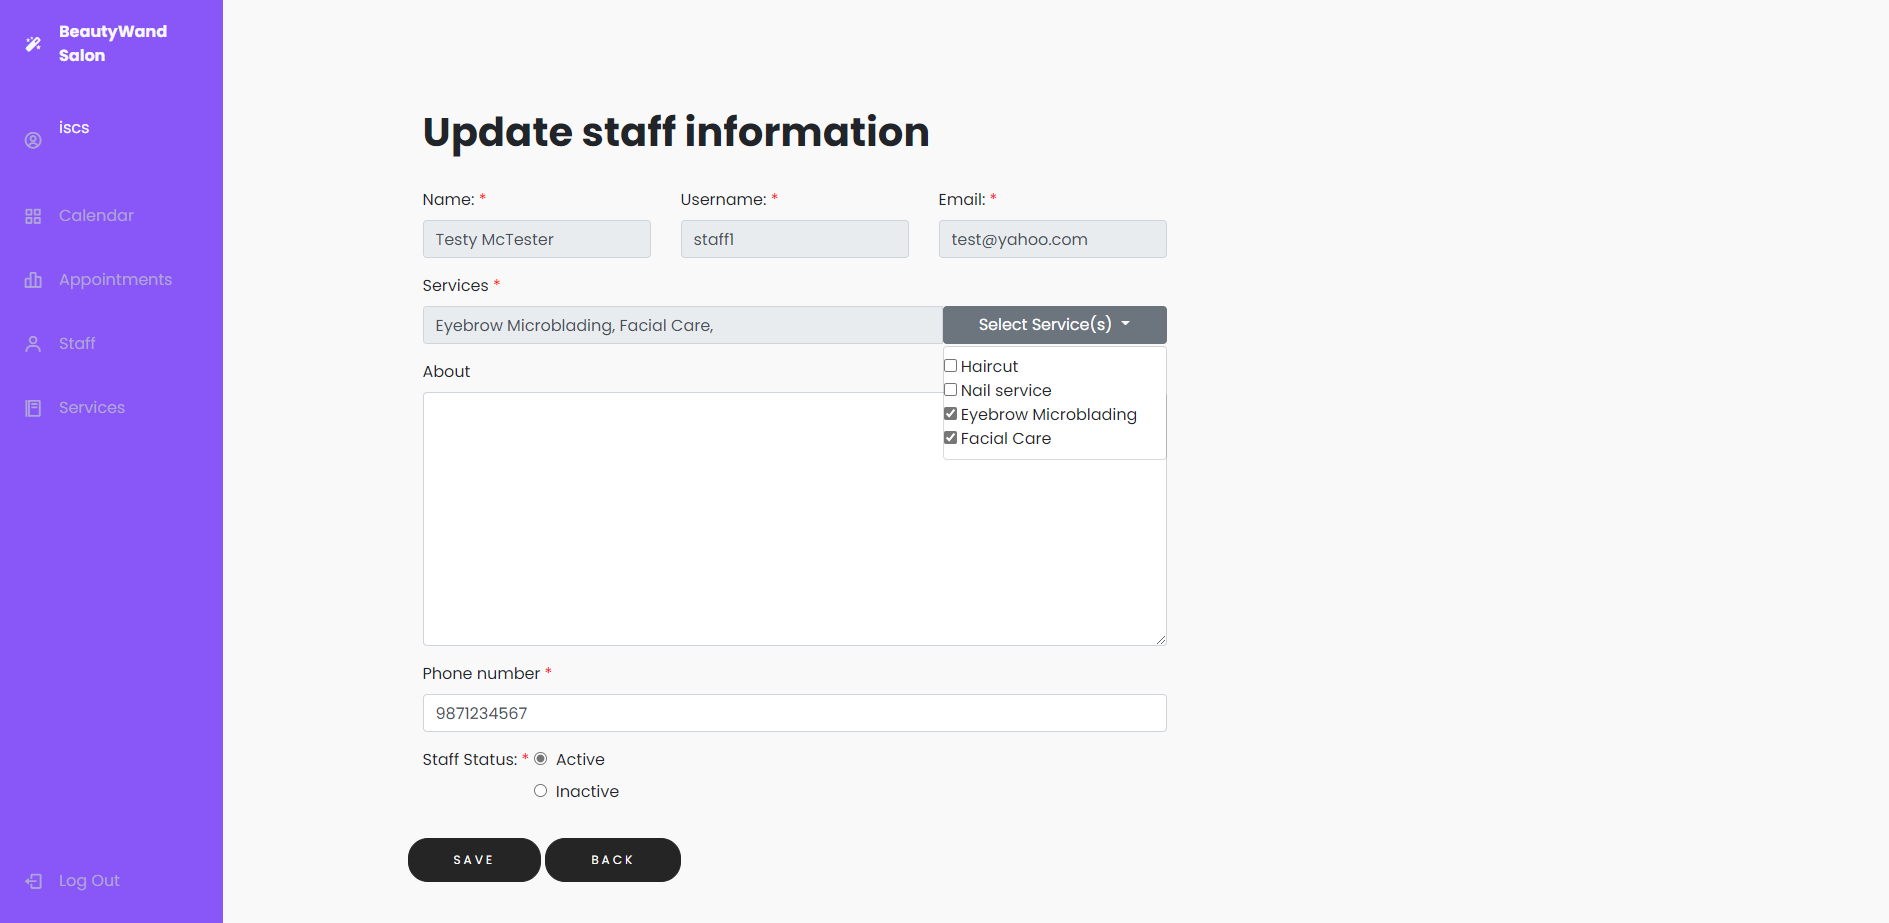 BeautyWand
Salon
iscs
Calendar
Appointments
Staff
Services
Log Out
Update staff information
Name: * Username: * Email: *
Testy McTester staff1 test@yahoo.com
Services *
Eyebrow Microblading, Facial Care, Select Service(s)
Haircut
Nail service
Eyebrow Microblading
Facial Care
About
Phone number *
9871234567
Staff Status: * Active
Inactive
SAVE BACK